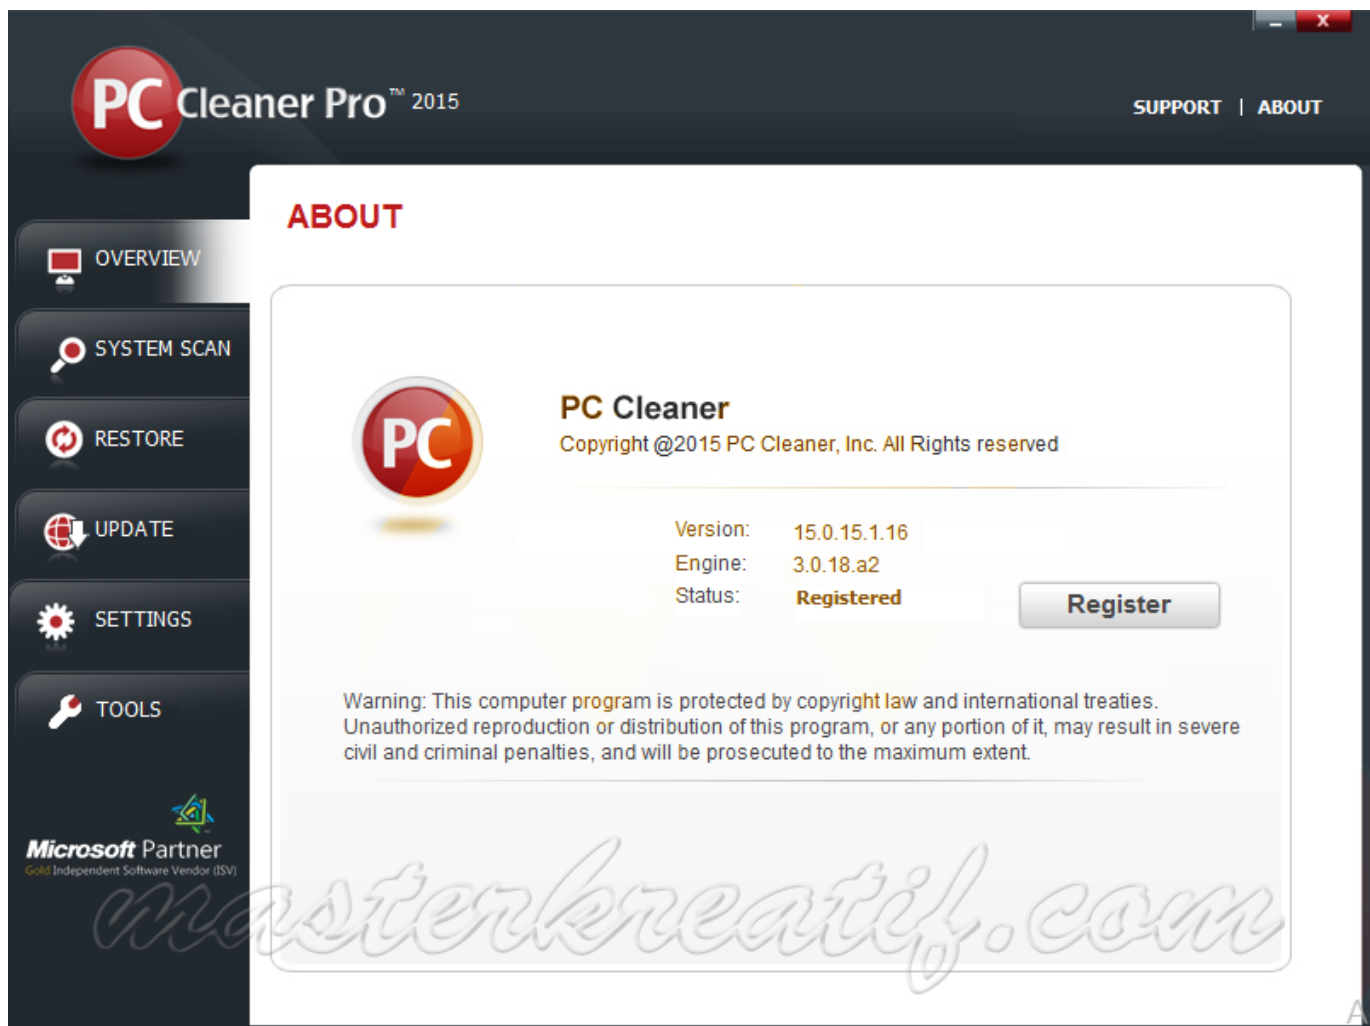 X
PC Cleaner Pro™ 2015
SUPPORT | ABOUT
ABOUT
OVERVIEW
SYSTEM SCAN
RESTORE
UPDATE
SETTINGS
TOOLS
Microsoft Partner
Gold Independent Software Vendor (ISV)
PC
PC Cleaner
Copyright @2015 PC Cleaner, Inc. All Rights reserved
Version: 15.0.15.1.16
Engine: 3.0.18.a2
Status: Registered
Register
Warning: This computer program is protected by copyright law and international treaties.
Unauthorized reproduction or distribution of this program, or any portion of it, may result in severe
civil and criminal penalties, and will be prosecuted to the maximum extent.
masterkreatif.com
A